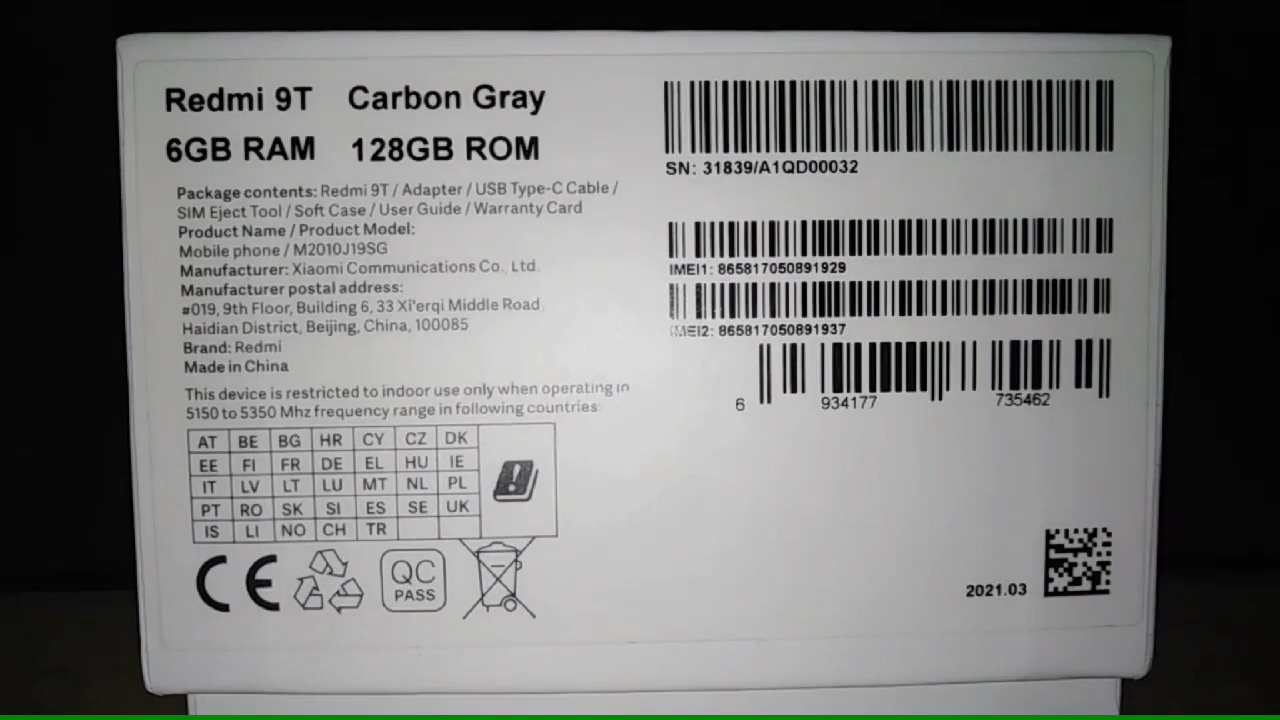 Redmi 9T Carbon Gray
6GB RAM 128GB ROM
Package contents: Redmi 9T / Adapter / USB Type-C Cable /
SIM Eject Tool / Soft Case / User Guide / Warranty Card
Product Name / Product Model:
Mobile phone / M2010J19SG
Manufacturer: Xiaomi Communications Co., Ltd.
Manufacturer postal address:
#019, 9th Floor, Building 6, 33 Xi'erqi Middle Road,
Haidian District, Beijing, China, 100085
Brand: Redmi
Made in China
This device is restricted to indoor use only when operating in
5150 to 5350 Mhz frequency range in following countries:
AT BE BG HR CY CZ DK
EE FI FR DE EL HU IE
IT LV LT LU MT NL PL
PT RO SK SI ES SE UK
IS LI NO CH TR
CE
QC
PASS
SN: 31839/A1QD00032
IMEI1: 865817050891929
IMEI2: 865817050891937
6 934177 735462
2021.03